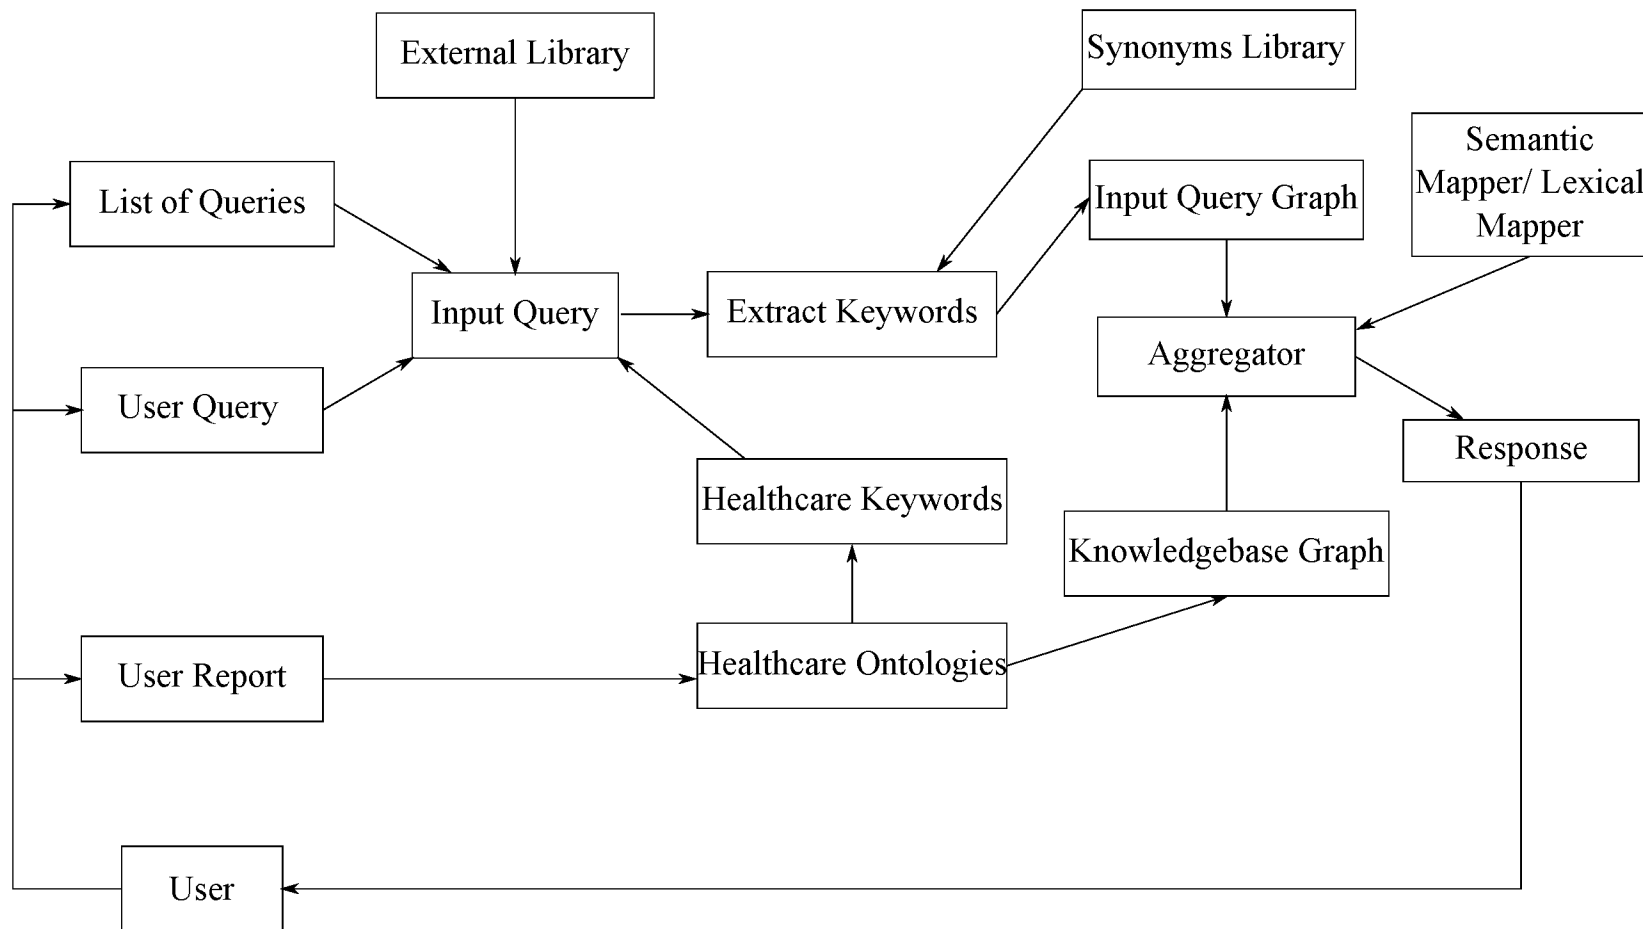 External Library
Synonyms Library
Semantic
Mapper/ Lexical
Mapper
List of Queries
Input Query Graph
Input Query
Extract Keywords
Aggregator
User Query
Response
Healthcare Keywords
Knowledgebase Graph
User Report
Healthcare Ontologies
User